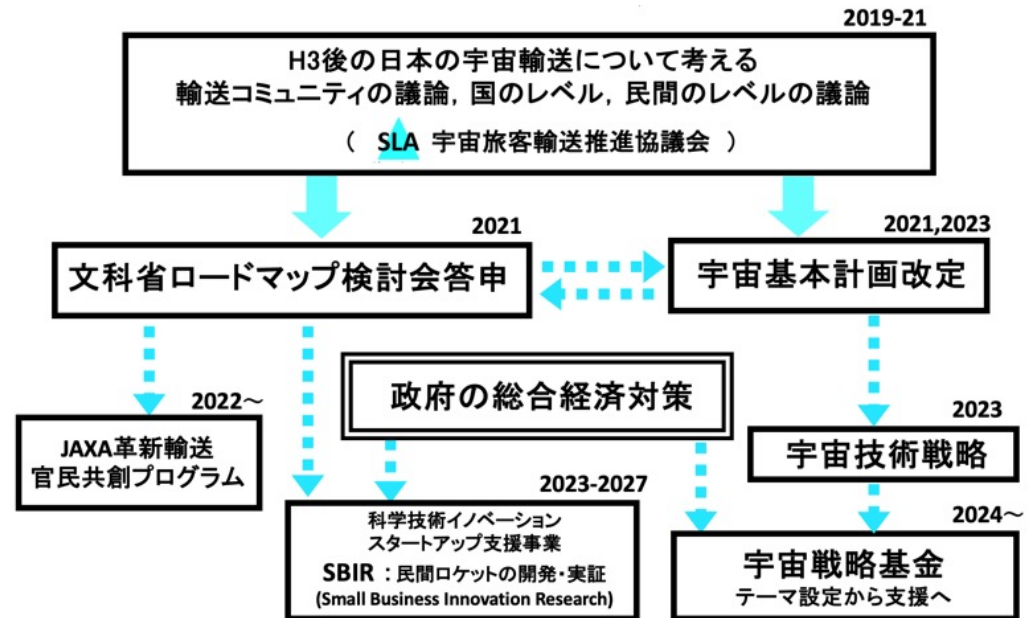 2019-21
H3後の日本の宇宙輸送について考える
輸送コミュニティの議論, 国のレベル, 民間のレベルの議論
( SLA 宇宙旅客輸送推進協議会 )
2021
文科省ロードマップ検討会答申
2021,2023
宇宙基本計画改定
政府の総合経済対策
2022～
JAXA革新輸送
官民共創プログラム
2023
宇宙技術戦略
2023-2027
科学技術イノベーション
スタートアップ支援事業
SBIR : 民間ロケットの開発・実証
(Small Business Innovation Research)
2024～
宇宙戦略基金
テーマ設定から支援へ